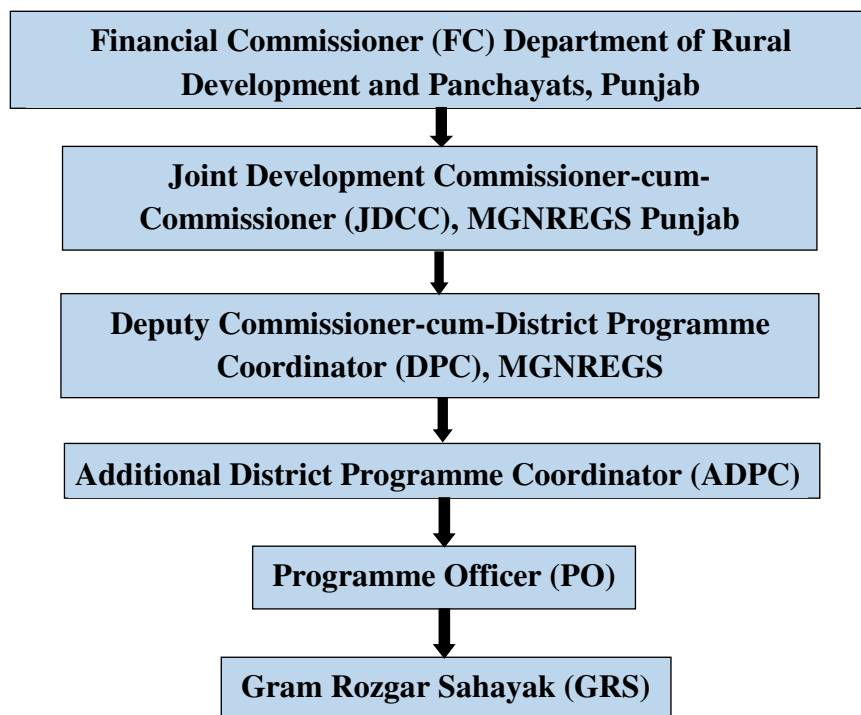 Financial Commissioner (FC) Department of Rural
Development and Panchayats, Punjab
Joint Development Commissioner-cum-
Commissioner (JDCC), MGNREGS Punjab
Deputy Commissioner-cum-District Programme
Coordinator (DPC), MGNREGS
Additional District Programme Coordinator (ADPC)
Programme Officer (PO)
Gram Rozgar Sahayak (GRS)